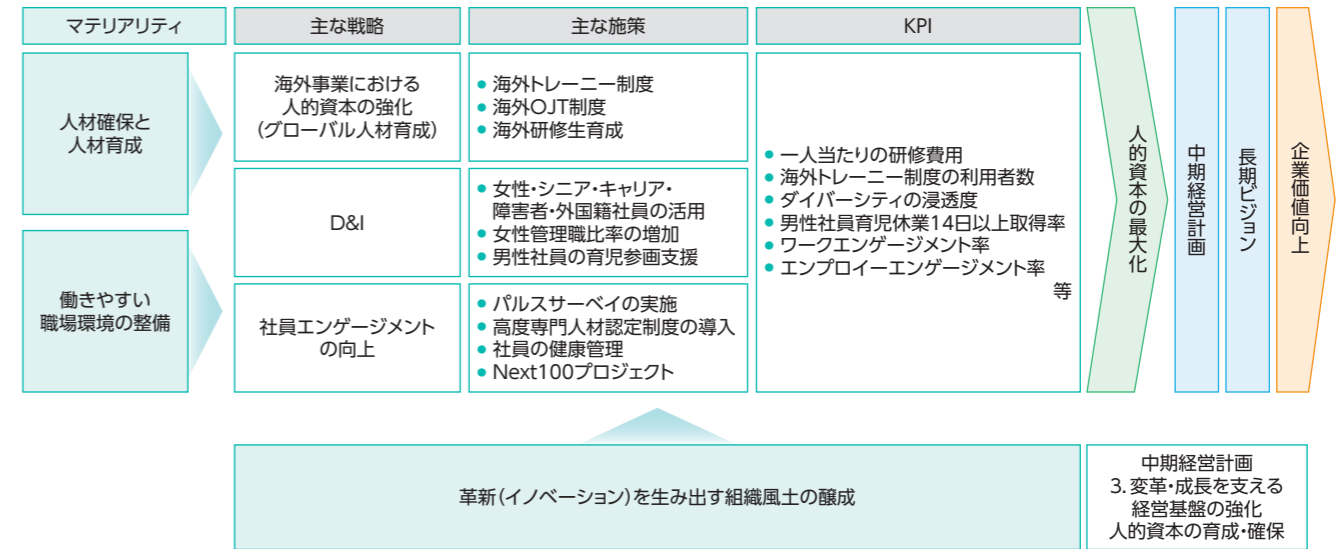 マテリアリティ
主な戦略
主な施策
KPI
人材確保と
人材育成
働きやすい
職場環境の整備
海外事業における
人的資本の強化
(グローバル人材育成)
● 海外トレーニー制度
● 海外OJT制度
● 海外研修生育成
D&I
● 女性・シニア・キャリア・
障害者・外国籍社員の活用
● 女性管理職比率の増加
● 男性社員の育児参画支援
社員エンゲージメント
の向上
● パルスサーベイの実施
● 高度専門人材認定制度の導入
● 社員の健康管理
● Next100プロジェクト
● 一人当たりの研修費用
● 海外トレーニー制度の利用者数
● ダイバーシティの浸透度
● 男性社員育児休業14日以上取得率
● ワークエンゲージメント率
● エンプロイーエンゲージメント率
等
人的資本の最大化
中期経営計画
長期ビジョン
企業価値向上
革新(イノベーション)を生み出す組織風土の醸成
中期経営計画
3. 変革・成長を支える
経営基盤の強化
人的資本の育成・確保